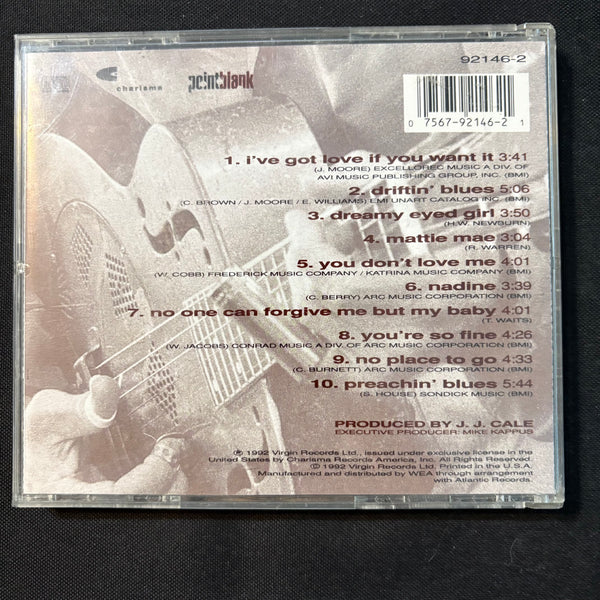 charisma
pointblank
92146-2
0 7567-92146-2 1
1. i've got love if you want it 3:41
(J. MOORE) EXCELLOREC MUSIC A DIV. OF
AVI MUSIC PUBLISHING GROUP, INC. (BMI)
2. driftin' blues 5:06
(C. BROWN / J. MOORE / E. WILLIAMS) EMI UNART CATALOG INC. (BMI)
3. dreamy eyed girl 3:50
(H.W. NEWBURN)
4. mattie mae 3:04
(R. WARREN)
5. you don't love me 4:01
(W. COBB) FREDERICK MUSIC COMPANY / KATRINA MUSIC COMPANY (BMI)
6. nadine 3:39
(C. BERRY) ARC MUSIC CORPORATION (BMI)
7. no one can forgive me but my baby 4:01
(T. WAITS)
8. you're so fine 4:26
(W. JACOBS) CONRAD MUSIC A DIV. OF ARC MUSIC CORPORATION (BMI)
9. no place to go 4:33
(C. BURNETT) ARC MUSIC CORPORATION (BMI)
10. preachin' blues 5:44
(S. HOUSE) SONDICK MUSIC (BMI)
PRODUCED BY J. J. CALE
EXECUTIVE PRODUCER: MIKE KAPPUS
℗ 1992 Virgin Records Ltd., issued under exclusive license in the
United States by Charisma Records America, Inc. All Rights Reserved.
© 1992 Virgin Records Ltd. Printed in the U.S.A.
Manufactured and distributed by WEA through arrangement
with Atlantic Records.